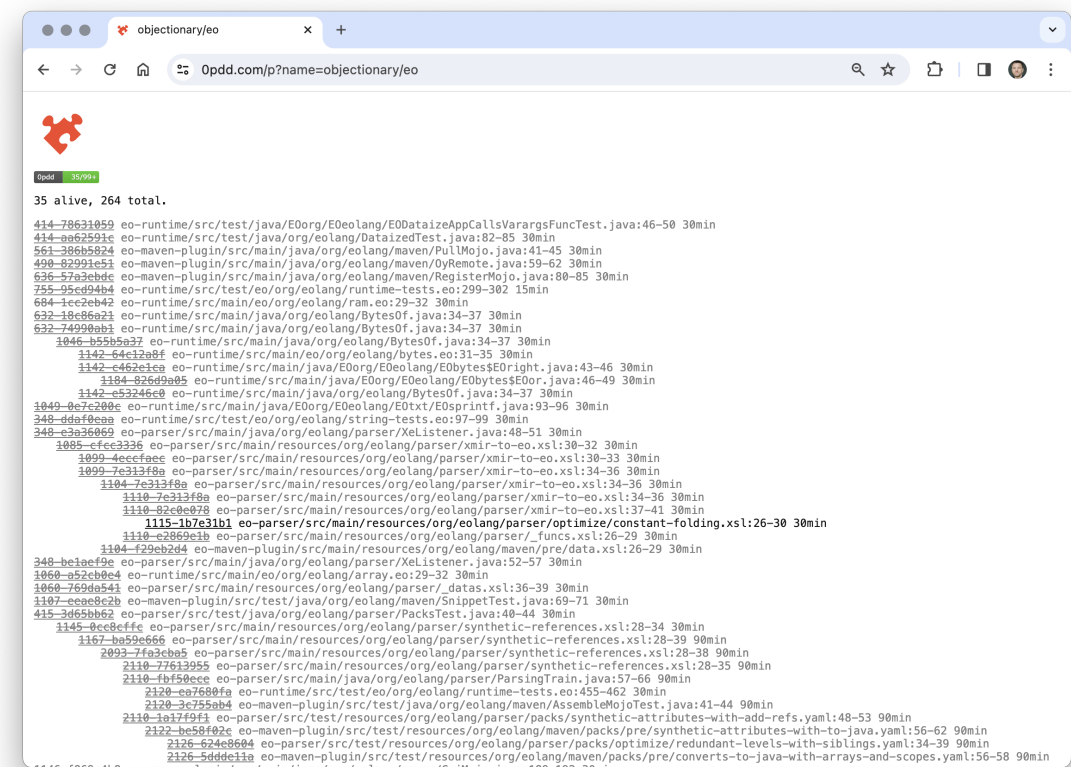 objectionary/eo
0pdd.com/p?name=objectionary/eo
0pdd 35/99+
35 alive, 264 total.
414-78631059 eo-runtime/src/test/java/EOorg/EOeolang/EODataizeAppCallsVarargsFuncTest.java:46-50 30min
414-aa62591c eo-runtime/src/test/java/org/eolang/DataizedTest.java:82-85 30min
561-386b5824 eo-maven-plugin/src/main/java/org/eolang/maven/PullMojo.java:41-45 30min
490-82991e51 eo-maven-plugin/src/main/java/org/eolang/maven/OyRemote.java:59-62 30min
636-57a3ebdc eo-maven-plugin/src/main/java/org/eolang/maven/RegisterMojo.java:80-85 30min
755-95cd94b4 eo-runtime/src/test/eo/org/eolang/runtime-tests.eo:299-302 15min
684-1cc2eb42 eo-runtime/src/main/eo/org/eolang/ram.eo:29-32 30min
632-18c86a21 eo-runtime/src/main/java/org/eolang/BytesOf.java:34-37 30min
632-74990ab1 eo-runtime/src/main/java/org/eolang/BytesOf.java:34-37 30min
1046-b55b5a37 eo-runtime/src/main/java/org/eolang/BytesOf.java:34-37 30min
1142-64c12a8f eo-runtime/src/main/eo/org/eolang/bytes.eo:31-35 30min
1142-c462e1ca eo-runtime/src/main/java/EOorg/EOeolang/EObytes$EOright.java:43-46 30min
1184-826d9a05 eo-runtime/src/main/java/EOorg/EOeolang/EObytes$EOor.java:46-49 30min
1142-e53246c0 eo-runtime/src/main/java/org/eolang/BytesOf.java:34-37 30min
1049-0e7c200c eo-runtime/src/main/java/EOorg/EOeolang/EOtxt/EOsprintf.java:93-96 30min
348-ddaf0eaa eo-runtime/src/test/eo/org/eolang/string-tests.eo:97-99 30min
348-e3a36069 eo-parser/src/main/java/org/eolang/parser/XeListener.java:48-51 30min
1085-cfcc3336 eo-parser/src/main/resources/org/eolang/parser/xmir-to-eo.xsl:30-32 30min
1099-4eccfaec eo-parser/src/main/resources/org/eolang/parser/xmir-to-eo.xsl:30-33 30min
1099-7e313f8a eo-parser/src/main/resources/org/eolang/parser/xmir-to-eo.xsl:34-36 30min
1104-7e313f8a eo-parser/src/main/resources/org/eolang/parser/xmir-to-eo.xsl:34-36 30min
1110-7e313f8a eo-parser/src/main/resources/org/eolang/parser/xmir-to-eo.xsl:34-36 30min
1110-82c0e078 eo-parser/src/main/resources/org/eolang/parser/xmir-to-eo.xsl:37-41 30min
1115-1b7e31b1 eo-parser/src/main/resources/org/eolang/parser/optimize/constant-folding.xsl:26-30 30min
1110-e2869e1b eo-parser/src/main/resources/org/eolang/parser/_funcs.xsl:26-29 30min
1104-f29eb2d4 eo-maven-plugin/src/main/resources/org/eolang/maven/pre/data.xsl:26-29 30min
348-be1aef9e eo-parser/src/main/java/org/eolang/parser/XeListener.java:52-57 30min
1060-a52cb0e4 eo-runtime/src/main/eo/org/eolang/array.eo:29-32 30min
1060-769da541 eo-parser/src/main/resources/org/eolang/parser/_datas.xsl:36-39 30min
1107-eeae8c2b eo-maven-plugin/src/test/java/org/eolang/maven/SnippetTest.java:69-71 30min
415-3d65bb62 eo-parser/src/test/java/org/eolang/parser/PacksTest.java:40-44 30min
1145-0cc8cffc eo-parser/src/main/resources/org/eolang/parser/synthetic-references.xsl:28-34 30min
1167-ba59e666 eo-parser/src/main/resources/org/eolang/parser/synthetic-references.xsl:28-39 90min
2093-7fa3cba5 eo-parser/src/main/resources/org/eolang/parser/synthetic-references.xsl:28-38 90min
2110-77613955 eo-parser/src/main/resources/org/eolang/parser/synthetic-references.xsl:28-35 90min
2110-fbf50ece eo-parser/src/main/java/org/eolang/parser/ParsingTrain.java:57-66 90min
2120-ea7680fa eo-runtime/src/test/eo/org/eolang/runtime-tests.eo:455-462 30min
2120-3c755ab4 eo-maven-plugin/src/test/java/org/eolang/maven/AssembleMojoTest.java:41-44 90min
2110-1a17f9f1 eo-parser/src/test/resources/org/eolang/parser/packs/synthetic-attributes-with-add-refs.yaml:48-53 90min
2122-be58f02c eo-maven-plugin/src/test/resources/org/eolang/maven/packs/pre/synthetic-attributes-with-to-java.yaml:56-62 90min
2126-624e8604 eo-parser/src/test/resources/org/eolang/parser/packs/optimize/redundant-levels-with-siblings.yaml:34-39 90min
2126-5ddde11a eo-maven-plugin/src/test/resources/org/eolang/maven/packs/pre/converts-to-java-with-arrays-and-scopes.yaml:56-58 90min